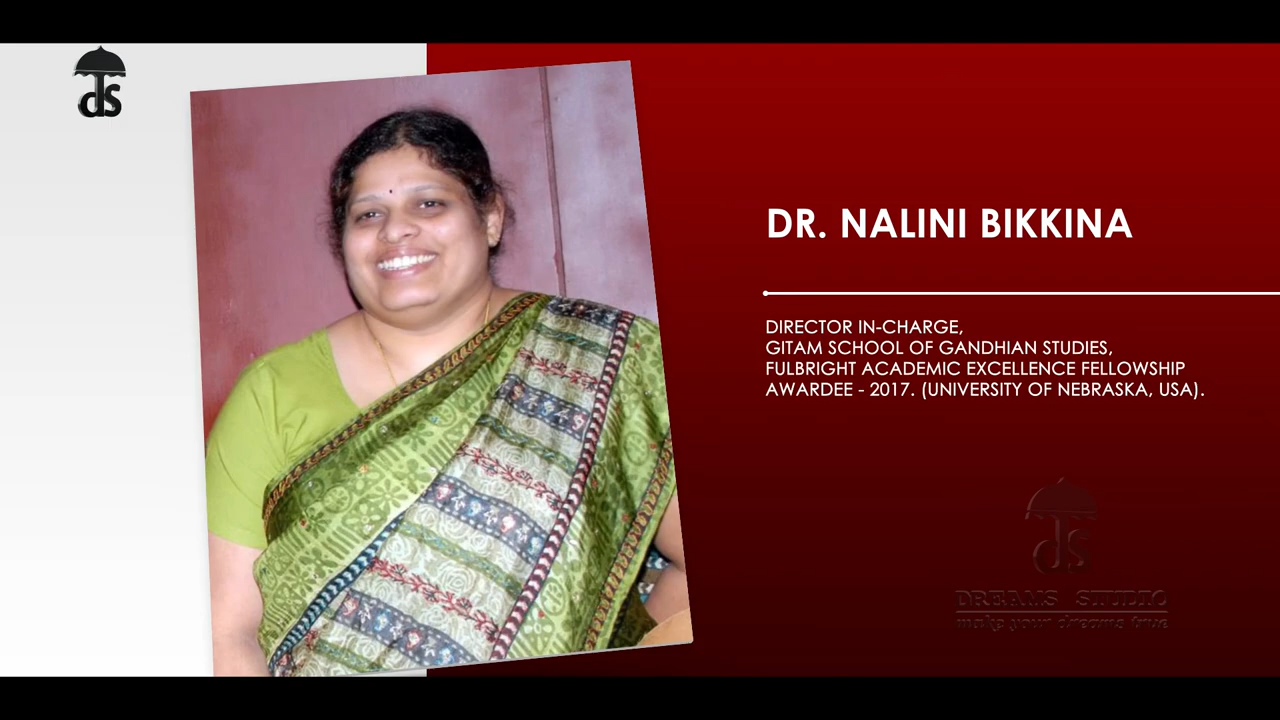 ds
DR. NALINI BIKKINA
DIRECTOR IN-CHARGE,
GITAM SCHOOL OF GANDHIAN STUDIES,
FULBRIGHT ACADEMIC EXCELLENCE FELLOWSHIP
AWARDEE - 2017. (UNIVERSITY OF NEBRASKA, USA).
ds
DREAMS STUDIO
make your dreams true